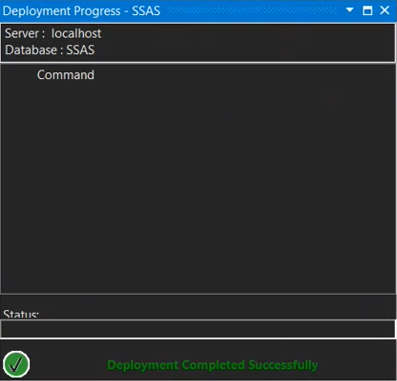 Deployment Progress - SSAS
Server : localhost
Database : SSAS
Command
Status:
Deployment Completed Successfully